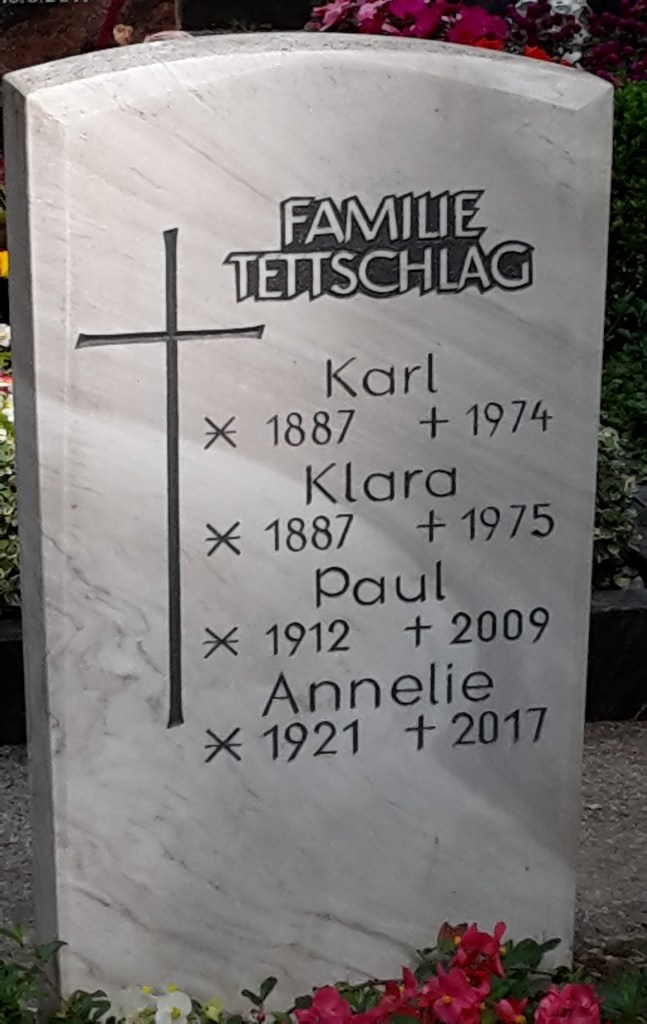 FAMILIE
TETTSCHLAG
Karl
* 1887 + 1974
Klara
* 1887 + 1975
Paul
* 1912 + 2009
Annelie
* 1921 + 2017